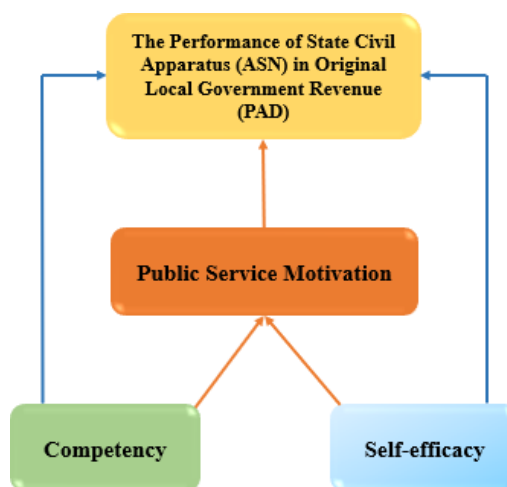 The Performance of State Civil
Apparatus (ASN) in Original
Local Government Revenue
(PAD)
Public Service Motivation
Competency
Self-efficacy